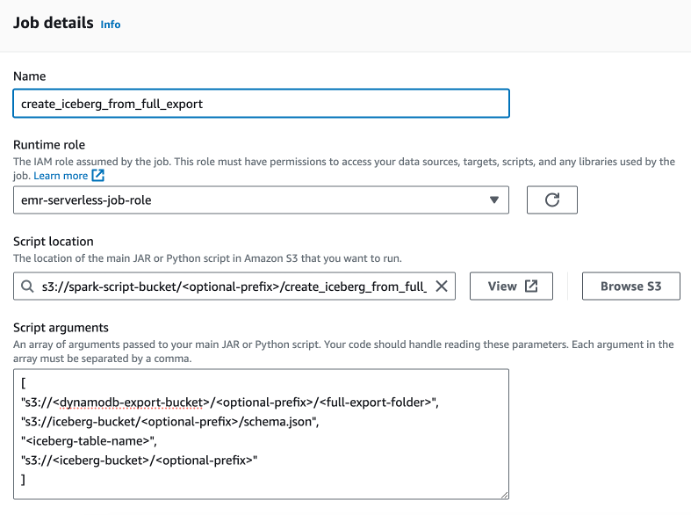 Job details Info
Name
create_iceberg_from_full_export
Runtime role
The IAM role assumed by the job. This role must have permissions to access your data sources, targets, scripts, and any libraries used by the
job. Learn more
emr-serverless-job-role
Script location
The location of the main JAR or Python script in Amazon S3 that you want to run.
s3://spark-script-bucket/<optional-prefix>/create_iceberg_from_full_ View Browse S3
Script arguments
An array of arguments passed to your main JAR or Python script. Your code should handle reading these parameters. Each argument in the
array must be separated by a comma.
[
"s3://<dynamodb-export-bucket>/<optional-prefix>/<full-export-folder>",
"s3://iceberg-bucket/<optional-prefix>/schema.json",
"<iceberg-table-name>",
"s3://<iceberg-bucket>/<optional-prefix>"
]